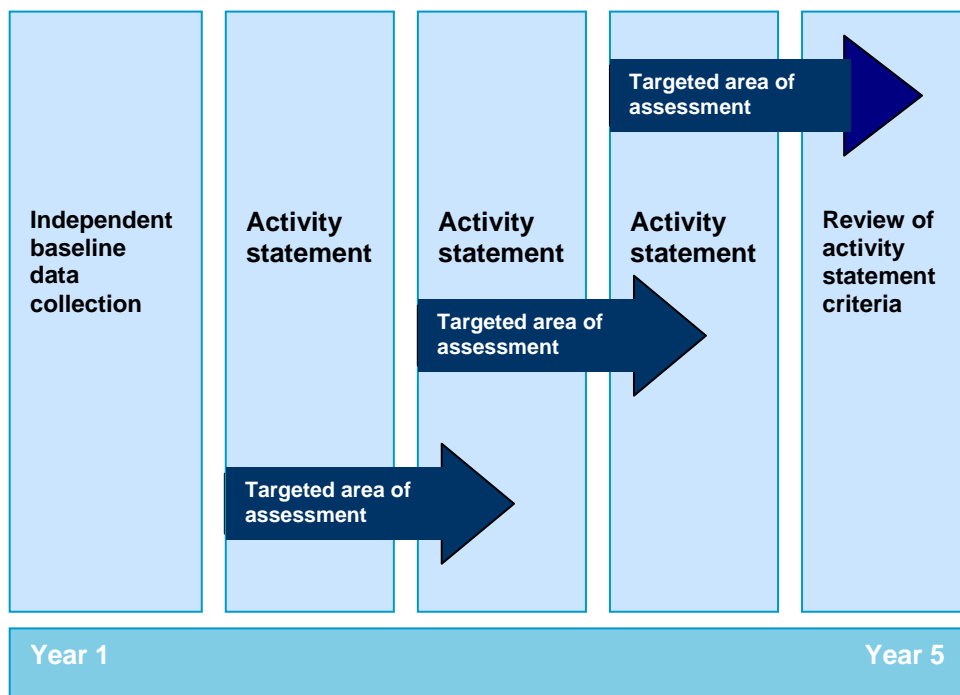 Targeted area of
assessment
Independent
baseline
data
collection
Activity
statement
Activity
statement
Activity
statement
Review of
activity
statement
criteria
Targeted area of
assessment
Targeted area of
assessment
Year 1
Year 5